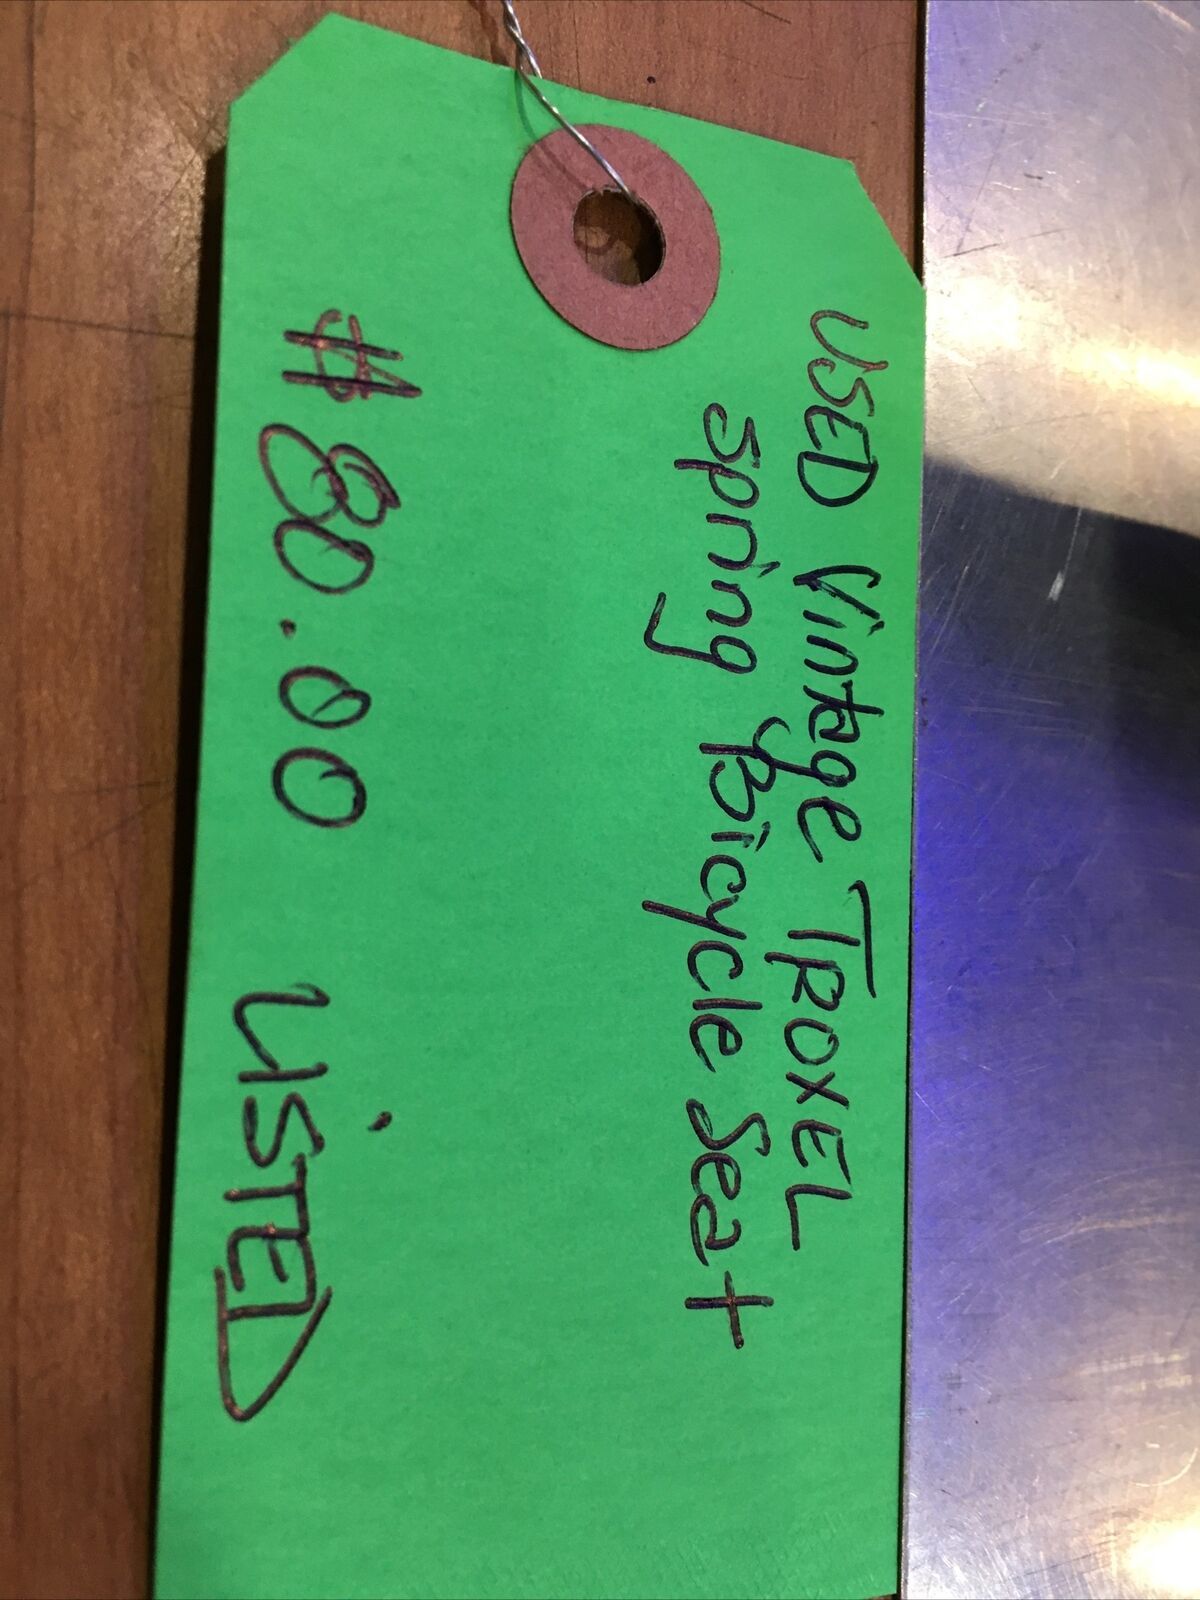 USED Vintage TROXEL
spring Bicycle Seat
$80.00 LISTED